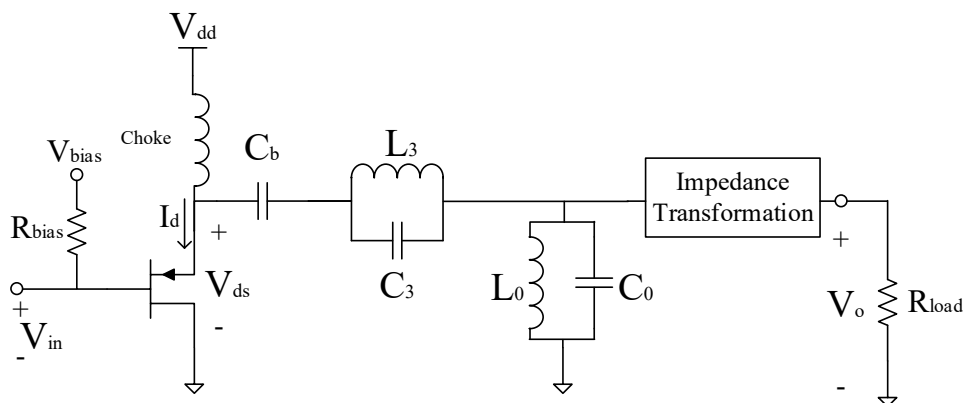 Vdd
Choke
Vbias
Cb
L3
Impedance
Transformation
Rbias
Id
+
C3
L0
C0
+
Vds
Vo
Rload
+
Vin
-
-
-